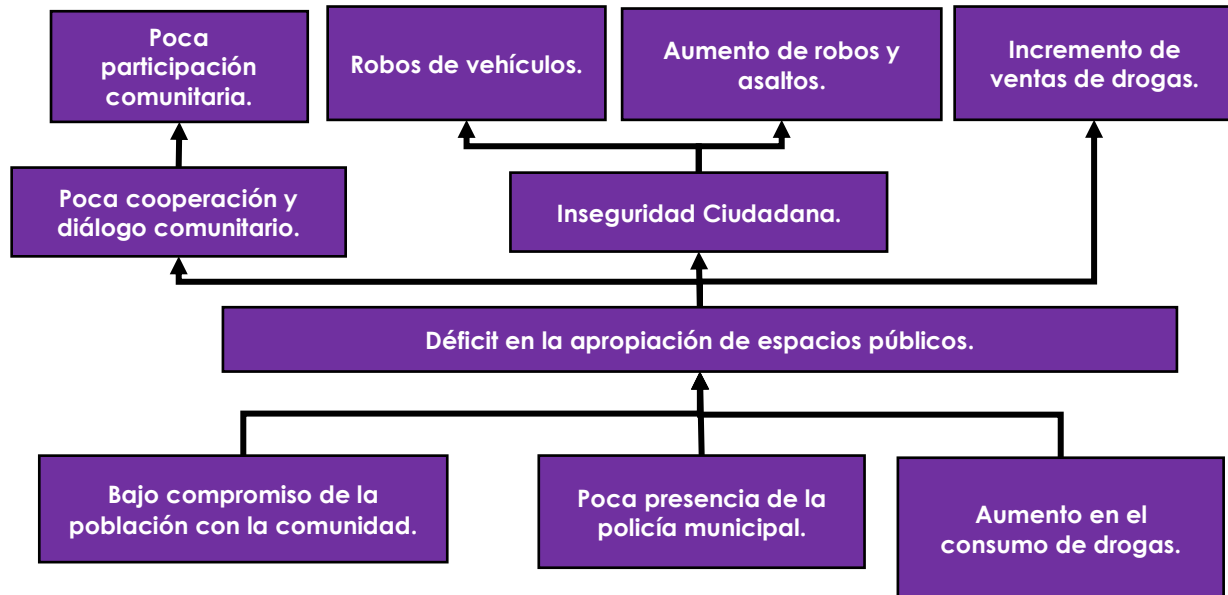 Poca
participación
comunitaria.
Robos de vehículos.
Aumento de robos y
asaltos.
Incremento de
ventas de drogas.
Poca cooperación y
diálogo comunitario.
Inseguridad Ciudadana.
Déficit en la apropiación de espacios públicos.
Bajo compromiso de la
población con la comunidad.
Poca presencia de la
policía municipal.
Aumento en el
consumo de drogas.